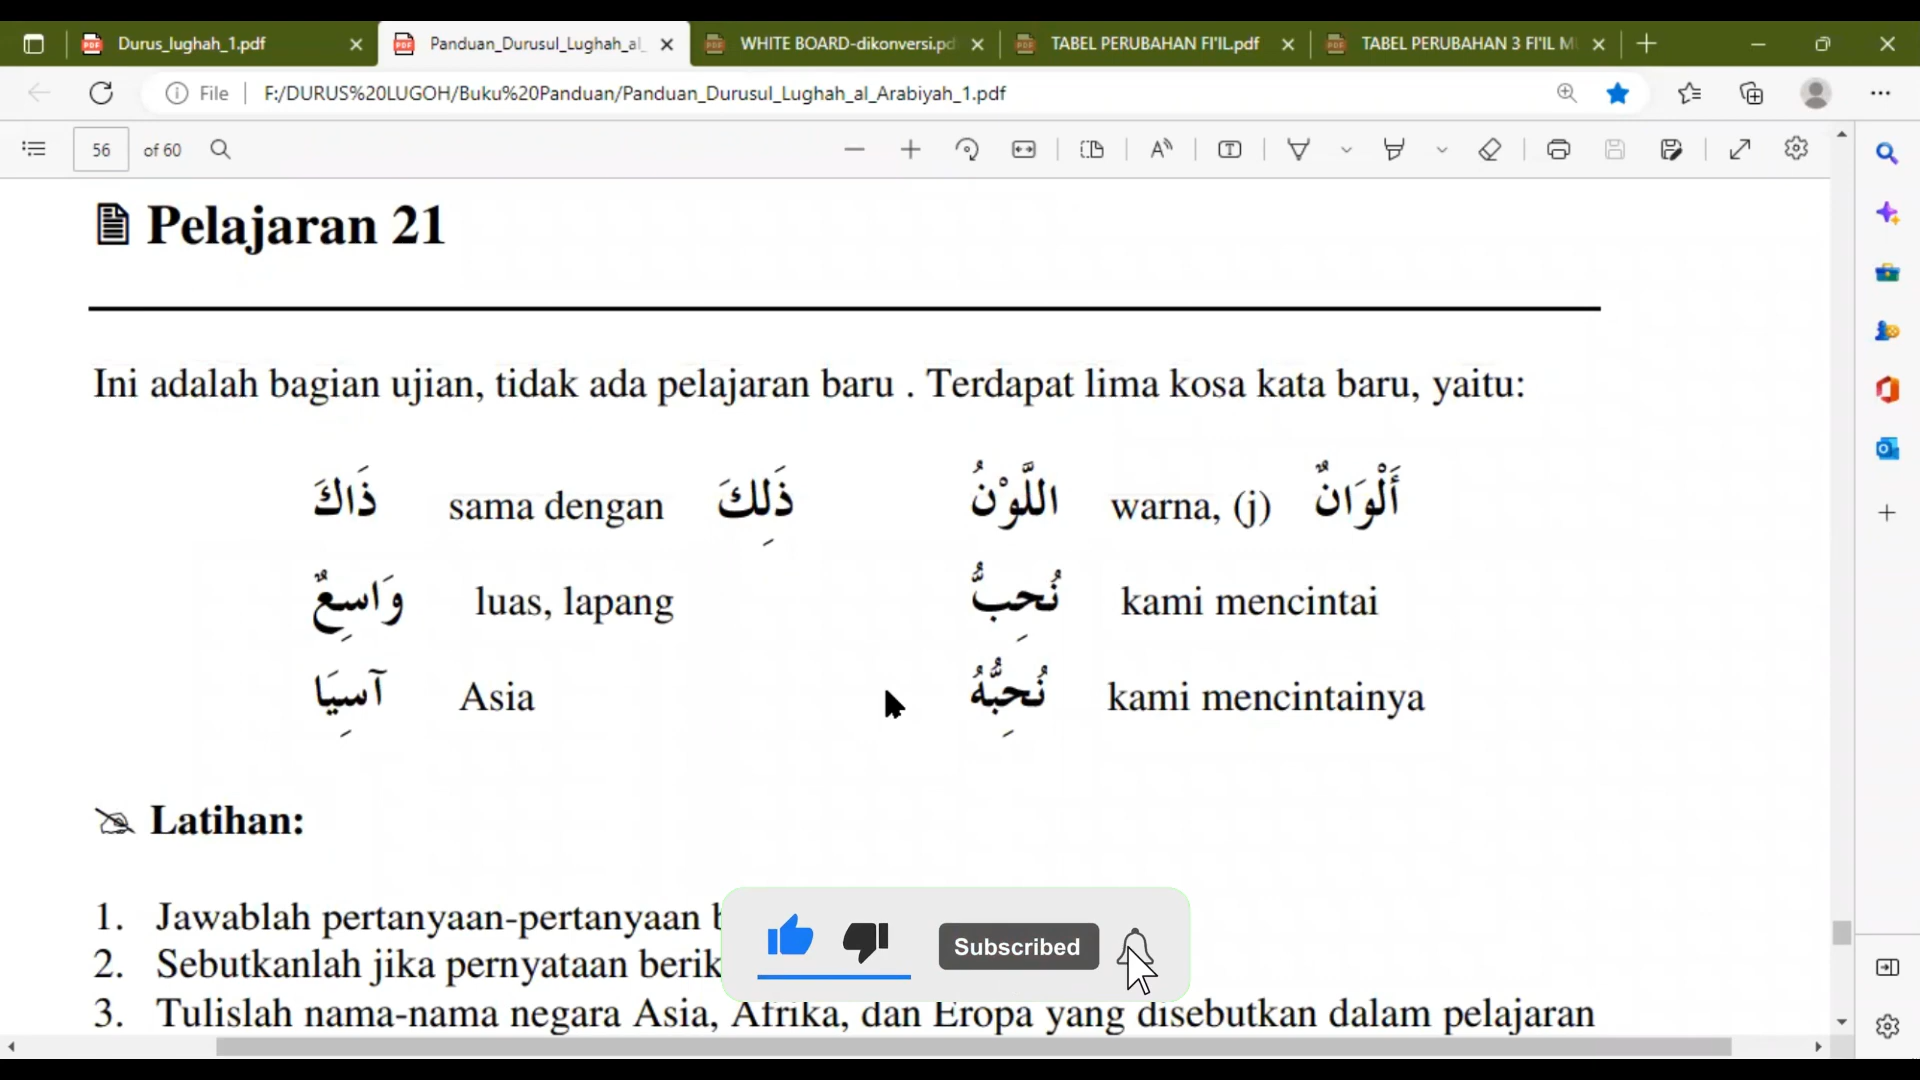 Durus_lughah_1.pdf
Panduan_Durusul_Lughah_al_
WHITE BOARD-dikonversi.pd
TABEL PERUBAHAN FI'IL.pdf
TABEL PERUBAHAN 3 FI'IL M
File
F:/DURUS%20LUGOH/Buku%20Panduan/Panduan_Durusul_Lughah_al_Arabiyah_1.pdf
56 of 60
Pelajaran 21
Ini adalah bagian ujian, tidak ada pelajaran baru . Terdapat lima kosa kata baru, yaitu:
ذَاكَ sama dengan ذَلِكَ اللَّوْنُ warna, (j) أَلْوَانٌ
وَاسِعٌ luas, lapang نُحِبُّ kami mencintai
آسِيَا Asia نُحِبُّهُ kami mencintainya
Latihan:
1. Jawablah pertanyaan-pertanyaan
2. Sebutkanlah jika pernyataan
3. Tulislah nama-nama negara Asia, Afrika, dan Eropa yang disebutkan dalam pelajaran
Subscribed